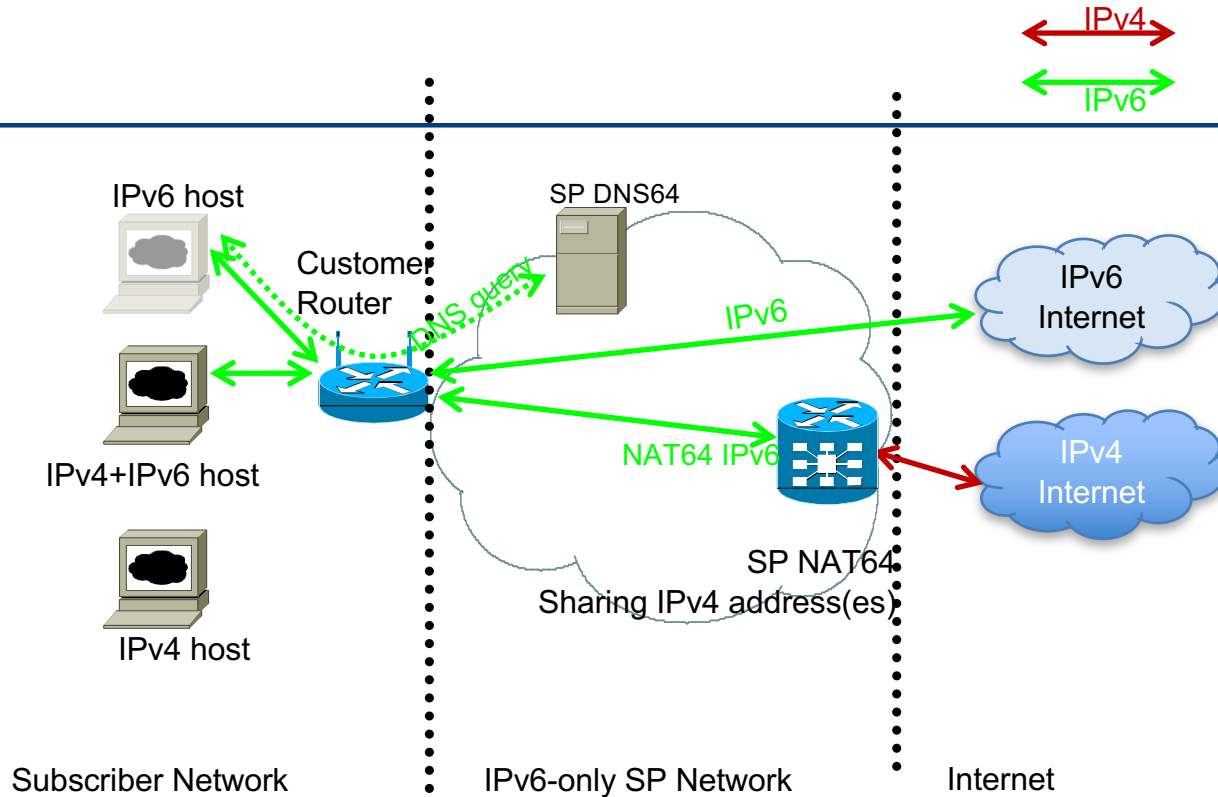 IPv4
IPv6
IPv6 host
SP DNS64
Customer
Router
DNS query
IPv6
IPv6
Internet
IPv4+IPv6 host
NAT64 IPv6
IPv4
Internet
SP NAT64
Sharing IPv4 address(es)
IPv4 host
Subscriber Network
IPv6-only SP Network
Internet